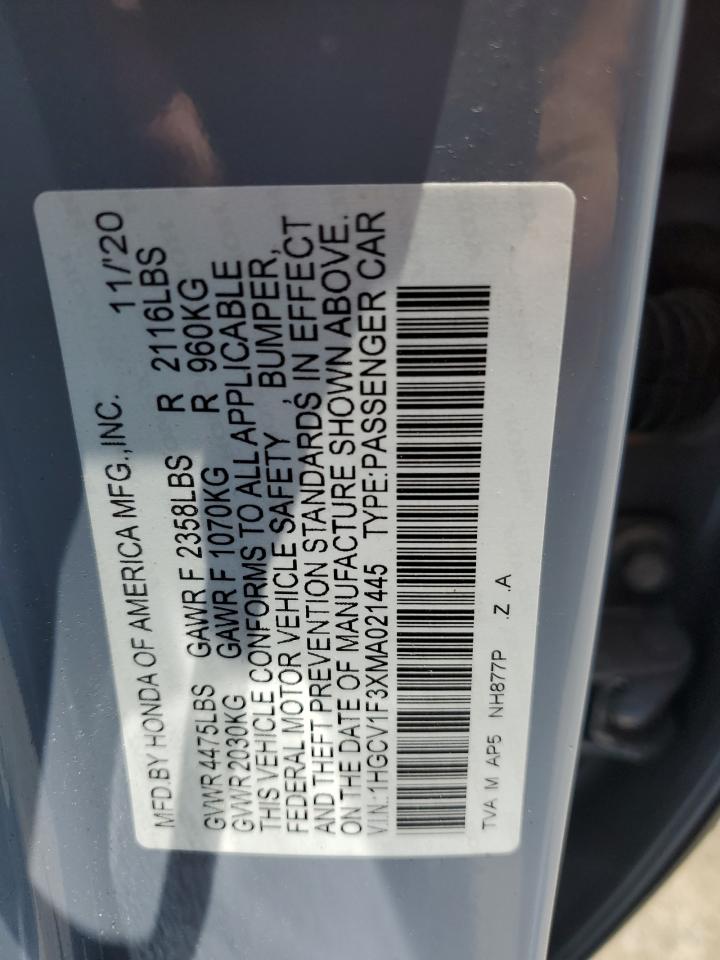 MFD.BY HONDA OF AMERICA MFG.,INC. 11/'20
GVWR 4475LBS GAWR F 2358LBS R 2116LBS
GVWR 2030KG GAWR F 1070KG R 960KG
THIS VEHICLE CONFORMS TO ALL APPLICABLE
FEDERAL MOTOR VEHICLE SAFETY , BUMPER,
AND THEFT PREVENTION STANDARDS IN EFFECT
ON THE DATE OF MANUFACTURE SHOWN ABOVE.
V.I.N.:1HGCV1F3XMA021445 TYPE:PASSENGER CAR
TVA M AP5 NH877P .Z .A